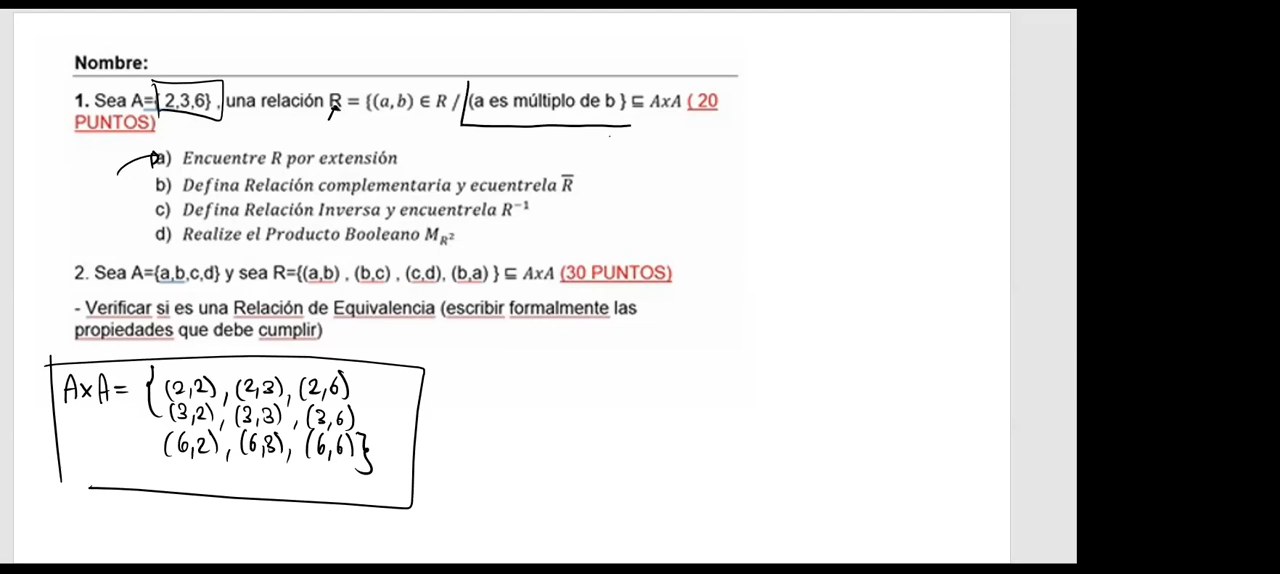 Nombre:
1. Sea A={ 2,3,6} , una relación R = {(a, b) ∈ R / (a es múltiplo de b } ⊑ AxA ( 20
PUNTOS)
a) Encuentre R por extensión
b) Defina Relación complementaria y ecuentrela R̅
c) Defina Relación Inversa y encuentrela R⁻¹
d) Realize el Producto Booleano M_R²
2. Sea A={a,b,c,d} y sea R={(a,b) , (b,c) , (c,d), (b,a) } ⊑ AxA (30 PUNTOS)
- Verificar si es una Relación de Equivalencia (escribir formalmente las
propiedades que debe cumplir)
AxA = { (2,2) , (2,3) , (2,6)
(3,2) , (3,3) , (3,6)
(6,2) , (6,3) , (6,6) }